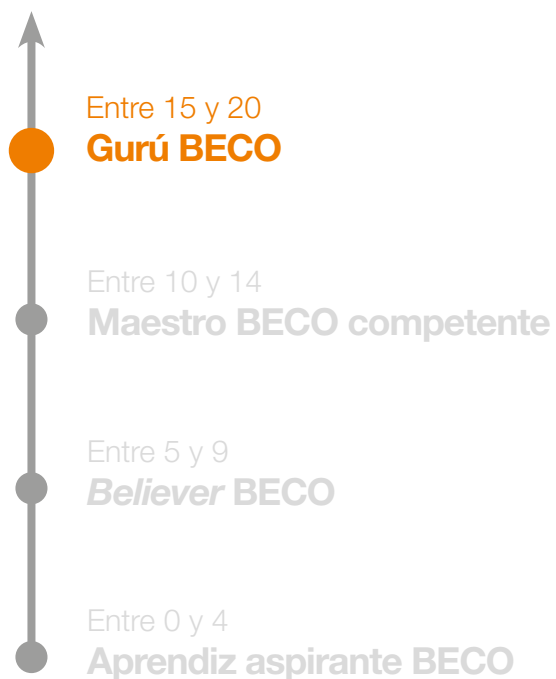 Entre 15 y 20
Gurú BECO
Entre 10 y 14
Maestro BECO competente
Entre 5 y 9
Believer BECO
Entre 0 y 4
Aprendiz aspirante BECO